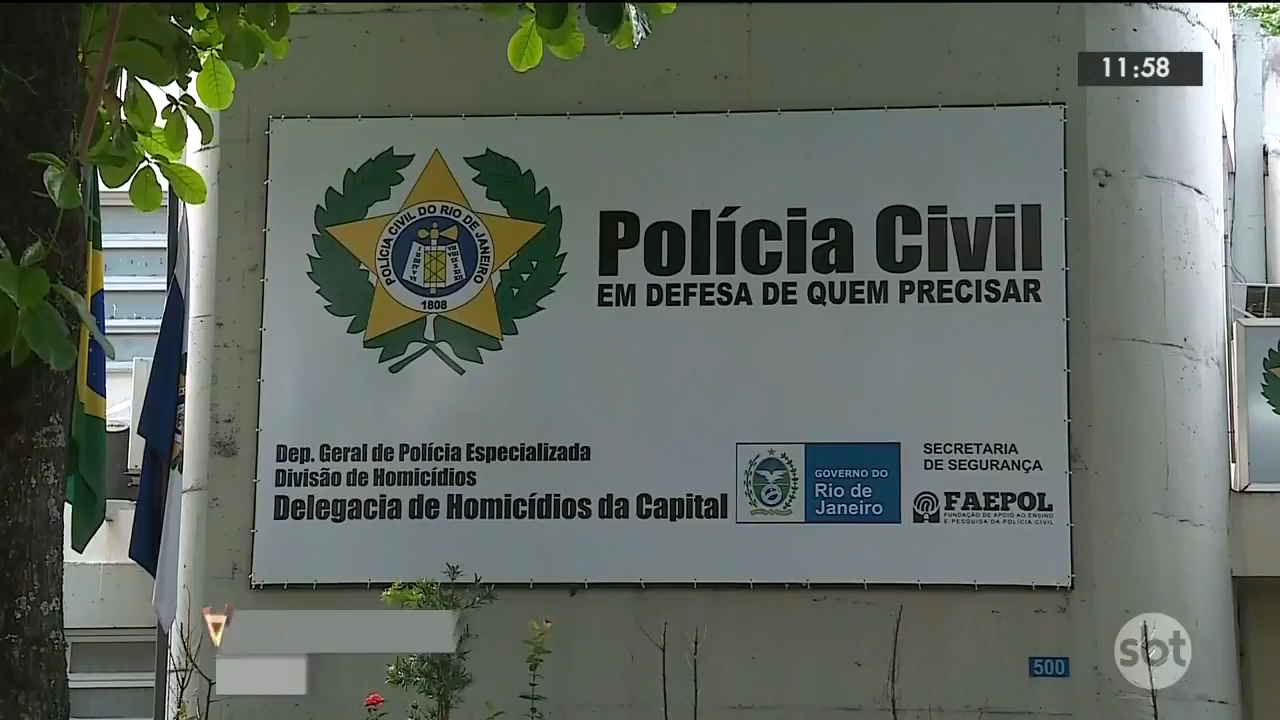 11:58
POLÍCIA CIVIL DO RIO DE JANEIRO
1808
Polícia Civil
EM DEFESA DE QUEM PRECISAR
Dep. Geral de Polícia Especializada
Divisão de Homicídios
Delegacia de Homicídios da Capital
GOVERNO DO
Rio de
Janeiro
SECRETARIA
DE SEGURANÇA
FAEPOL
FUNDAÇÃO DE APOIO AO ENSINO
E PESQUISA DA POLÍCIA CIVIL
500
sbt